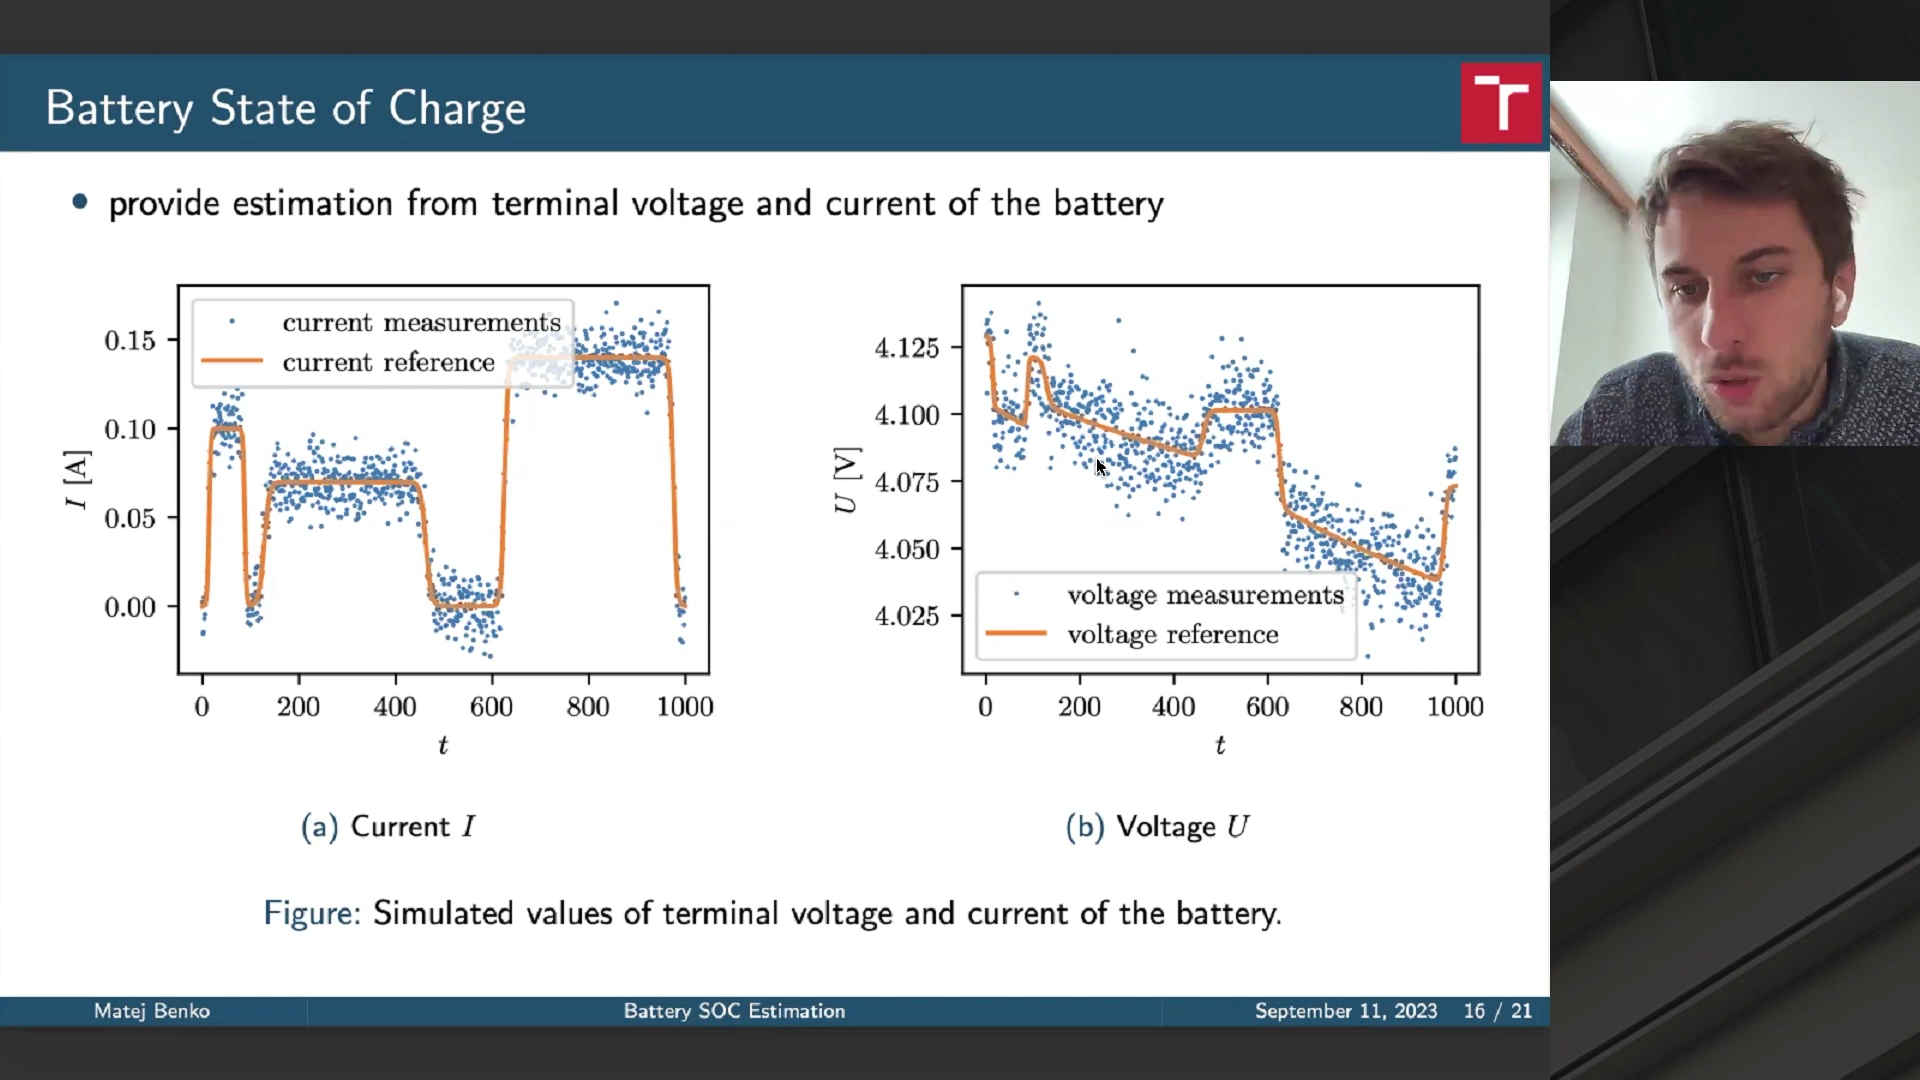 Battery State of Charge
• provide estimation from terminal voltage and current of the battery
current measurements
current reference
0.15
0.10
0.05
0.00
I [A]
0 200 400 600 800 1000
t
(a) Current I
4.125
4.100
4.075
4.050
4.025
U [V]
voltage measurements
voltage reference
0 200 400 600 800 1000
t
(b) Voltage U
Figure: Simulated values of terminal voltage and current of the battery.
Matej Benko Battery SOC Estimation September 11, 2023 16 / 21